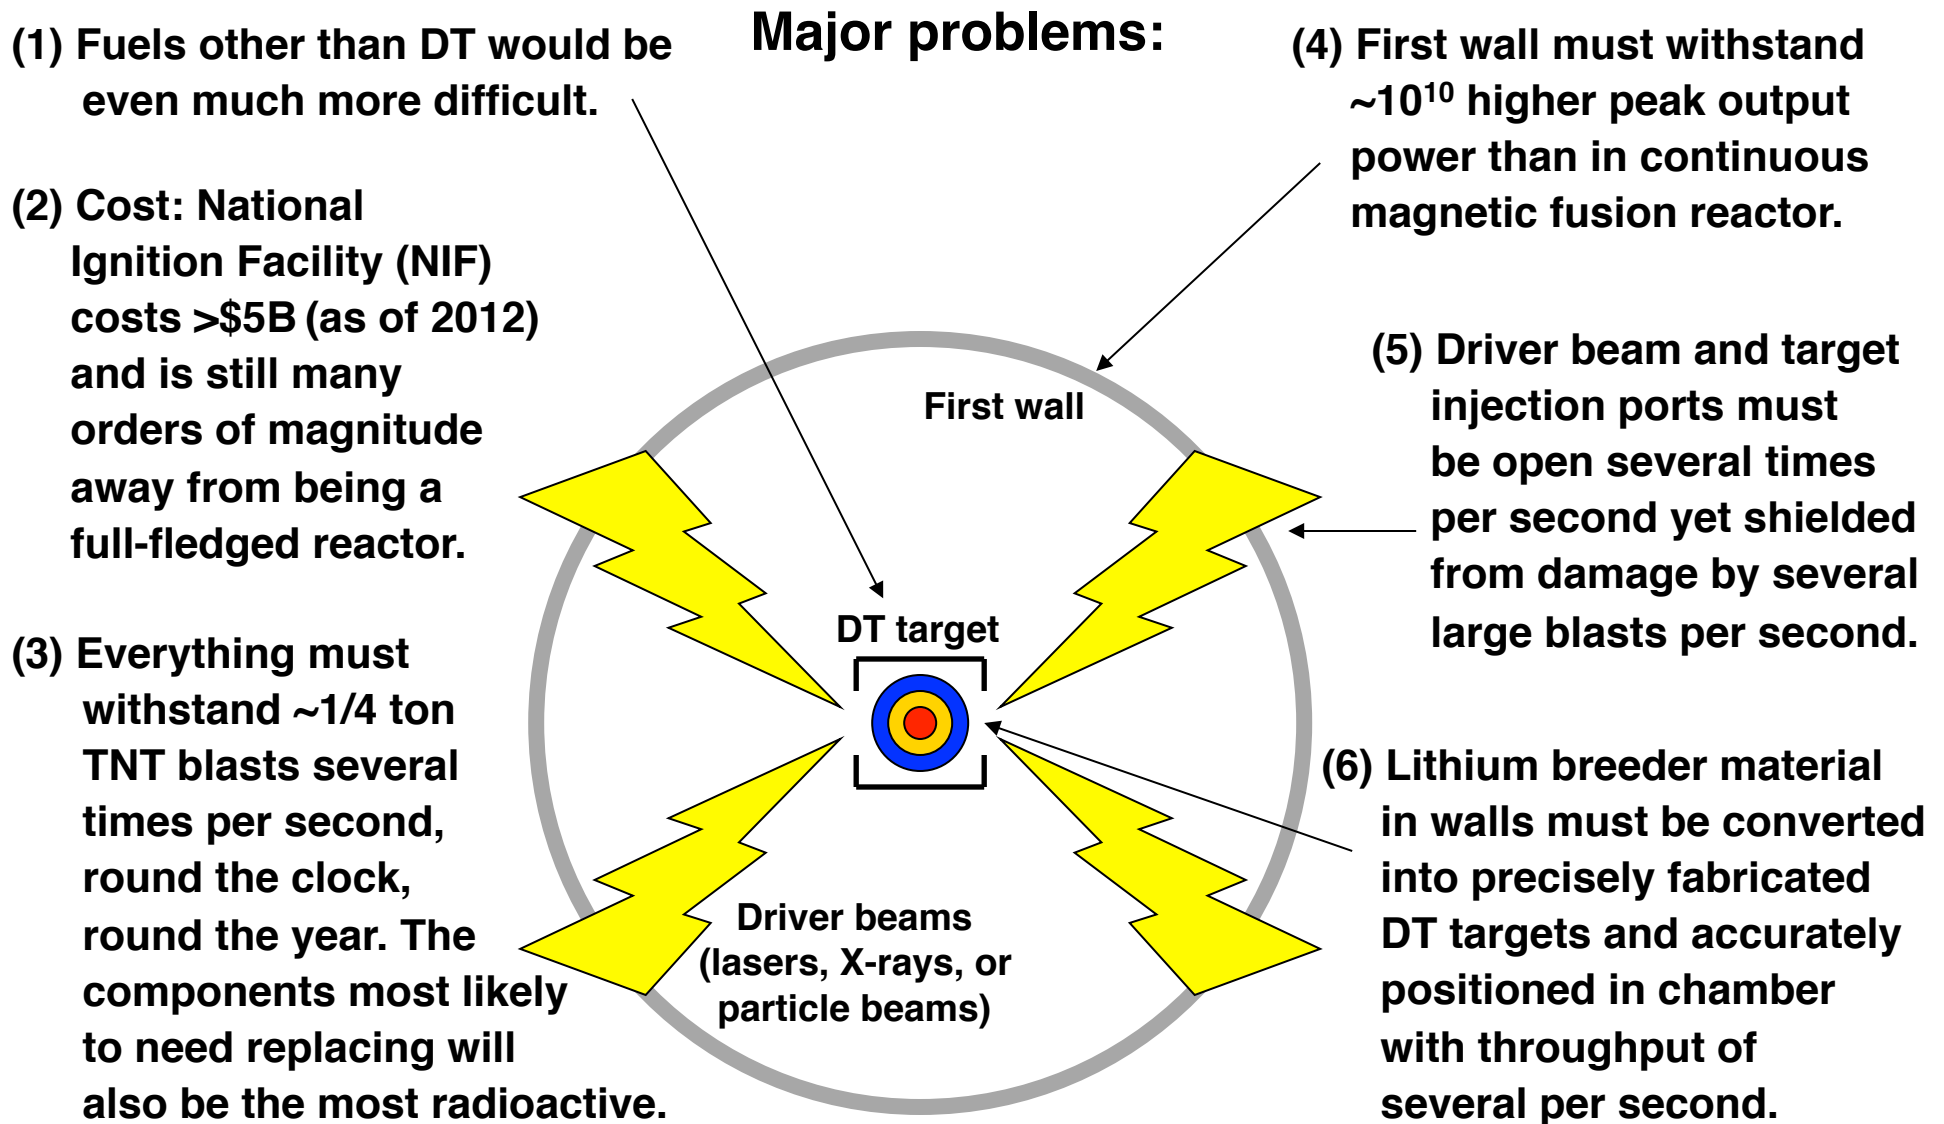 Major problems:
(1) Fuels other than DT would be
even much more difficult.
(2) Cost: National
Ignition Facility (NIF)
costs >$5B (as of 2012)
and is still many
orders of magnitude
away from being a
full-fledged reactor.
(3) Everything must
withstand ~1/4 ton
TNT blasts several
times per second,
round the clock,
round the year. The
components most likely
to need replacing will
also be the most radioactive.
First wall
DT target
Driver beams
(lasers, X-rays, or
particle beams)
(4) First wall must withstand
~10¹⁰ higher peak output
power than in continuous
magnetic fusion reactor.
(5) Driver beam and target
injection ports must
be open several times
per second yet shielded
from damage by several
large blasts per second.
(6) Lithium breeder material
in walls must be converted
into precisely fabricated
DT targets and accurately
positioned in chamber
with throughput of
several per second.